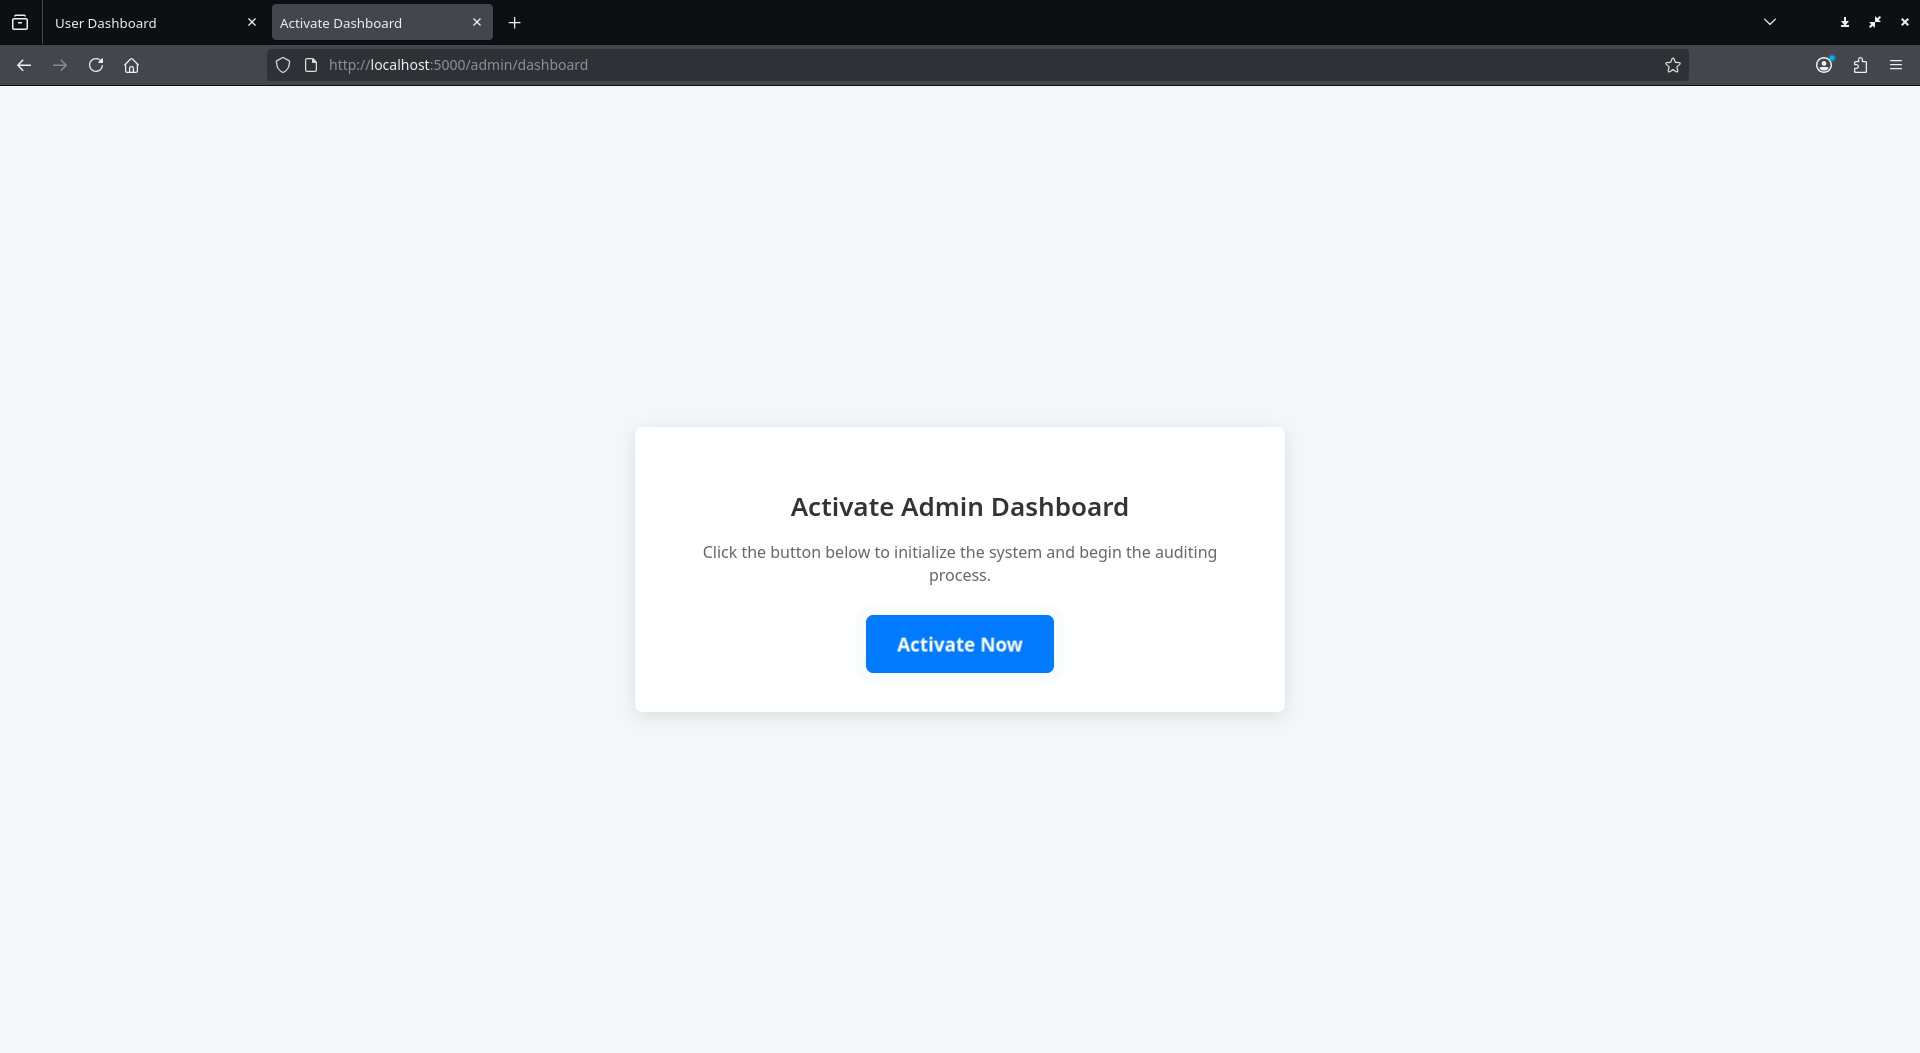 User Dashboard
Activate Dashboard
http://localhost:5000/admin/dashboard
Activate Admin Dashboard
Click the button below to initialize the system and begin the auditing
process.
Activate Now